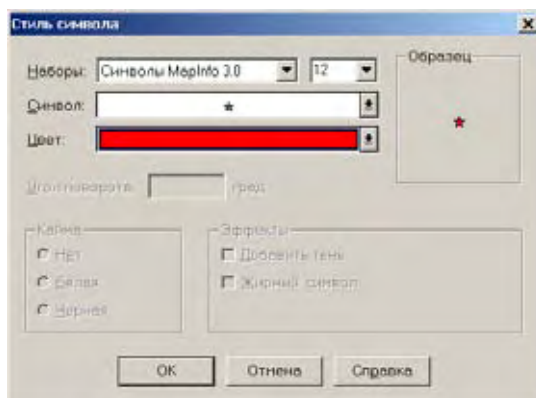 Стиль символа
Наборы: Символы MapInfo 3.0 12
Образец
Символ:
Цвет:
Угол поворота: град.
Кайма
Эффекты
Нет
Добавить тень
Белая
Жирный символ
Черная
OK Отмена Справка